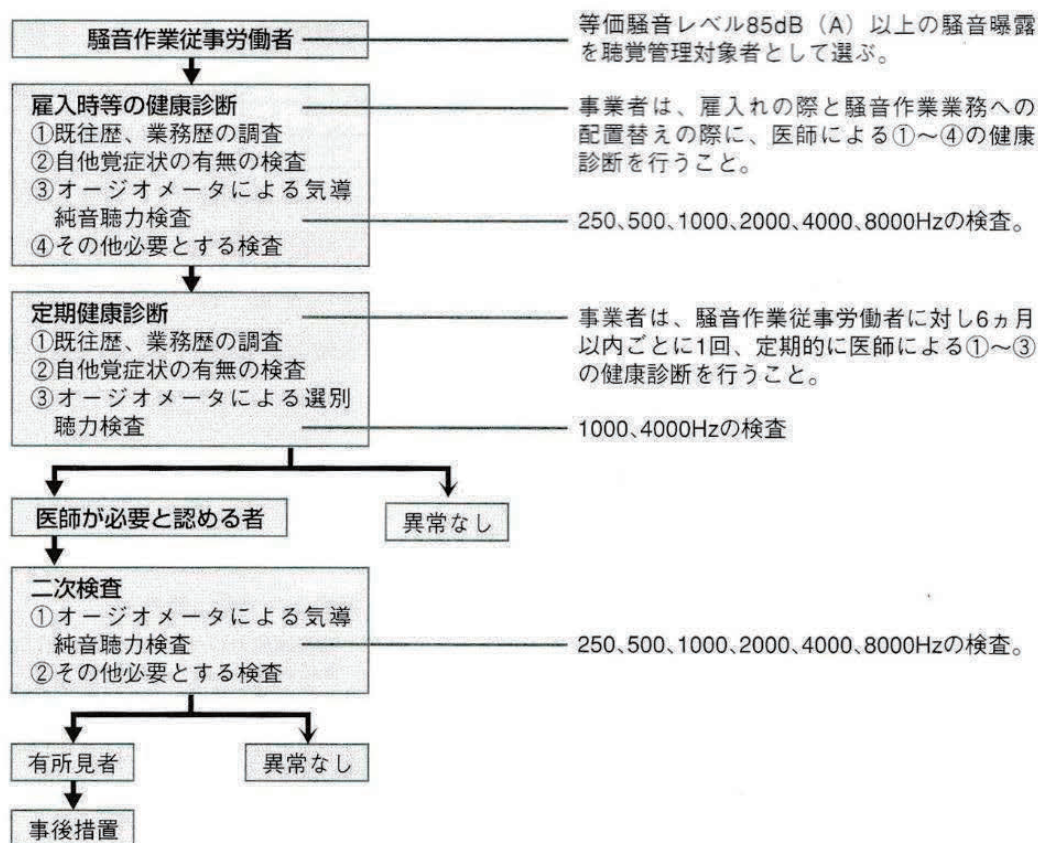 騒音作業従事労働者
等価騒音レベル85dB（A）以上の騒音曝露
を聴覚管理対象者として選ぶ。
雇入時等の健康診断
①既往歴、業務歴の調査
②自他覚症状の有無の検査
③オージオメータによる気導
純音聴力検査
④その他必要とする検査
事業者は、雇入れの際と騒音作業業務への
配置替えの際に、医師による①〜④の健康
診断を行うこと。
250、500、1000、2000、4000、8000Hzの検査。
定期健康診断
①既往歴、業務歴の調査
②自他覚症状の有無の検査
③オージオメータによる選別
聴力検査
事業者は、騒音作業従事労働者に対し6ヵ月
以内ごとに1回、定期的に医師による①〜③
の健康診断を行うこと。
1000、4000Hzの検査
医師が必要と認める者
異常なし
二次検査
①オージオメータによる気導
純音聴力検査
②その他必要とする検査
250、500、1000、2000、4000、8000Hzの検査。
有所見者
異常なし
事後措置